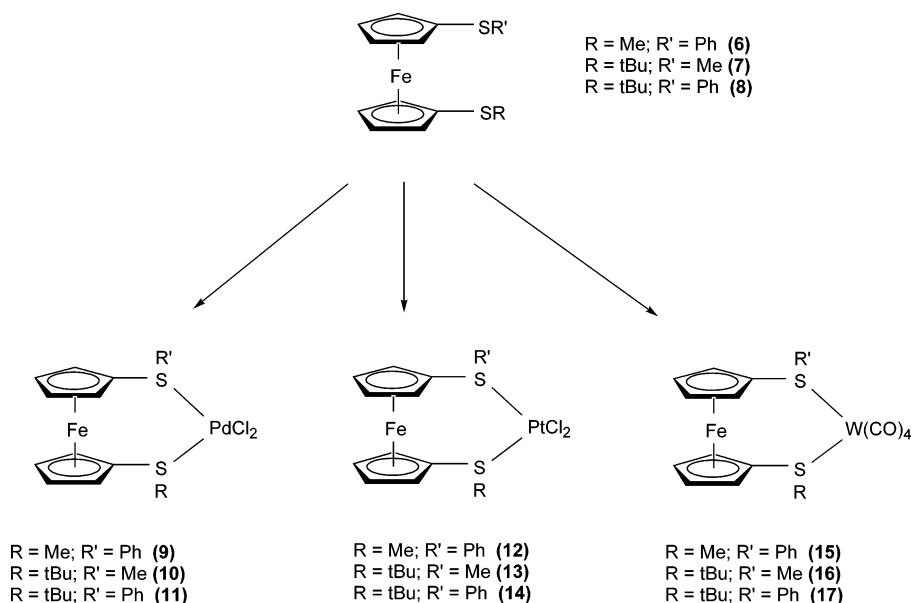 SR'
Fe
SR
R = Me; R' = Ph (6)
R = tBu; R' = Me (7)
R = tBu; R' = Ph (8)
R'
S
Fe
PdCl2
S
R
R'
S
Fe
PtCl2
S
R
R'
S
Fe
W(CO)4
S
R
R = Me; R' = Ph (9)
R = tBu; R' = Me (10)
R = tBu; R' = Ph (11)
R = Me; R' = Ph (12)
R = tBu; R' = Me (13)
R = tBu; R' = Ph (14)
R = Me; R' = Ph (15)
R = tBu; R' = Me (16)
R = tBu; R' = Ph (17)